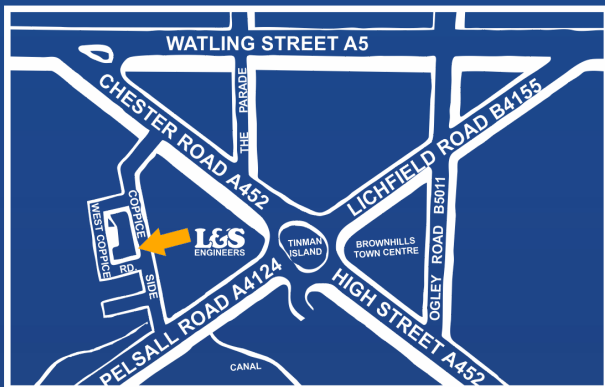 WATLING STREET A5
CHESTER ROAD A452
THE PARADE
LICHFIELD ROAD B4155
COPPICE
SIDE
WEST COPPICE
RD.
L&S
ENGINEERS
TINMAN
ISLAND
BROWNHILLS
TOWN CENTRE
OGLEY ROAD B5011
PELSALL ROAD A4124
HIGH STREET A452
CANAL